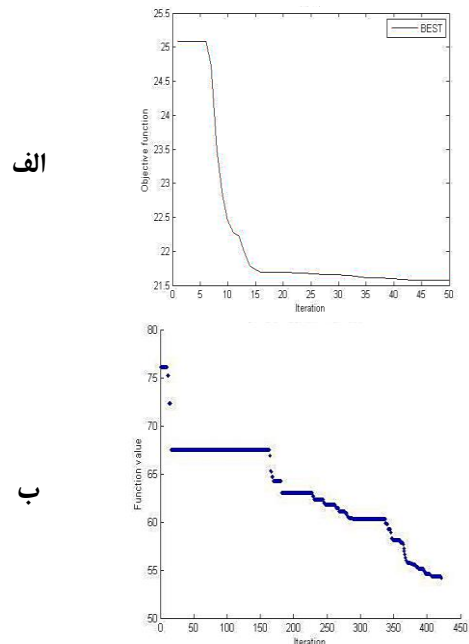 الف
25.5
25
24.5
24
23.5
23
22.5
22
21.5
Objective function
BEST
0 5 10 15 20 25 30 35 40 45 50
Iteration
ب
80
75
70
65
60
55
50
Function value
0 50 100 150 200 250 300 350 400 450
Iteration